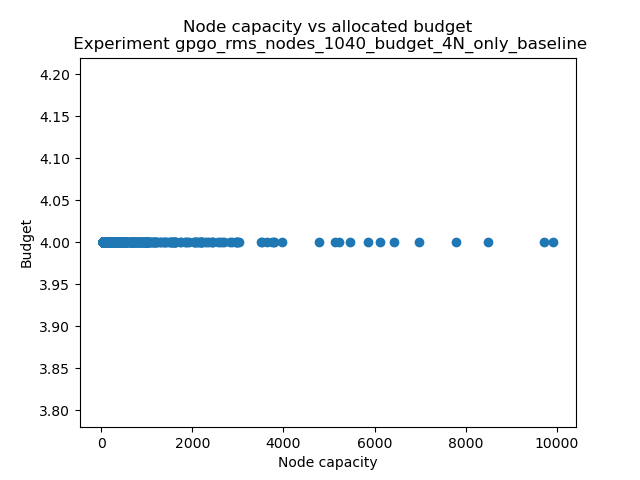 Node capacity vs allocated budget
Experiment gpgo_rms_nodes_1040_budget_4N_only_baseline
4.20
4.15
4.10
4.05
4.00
3.95
3.90
3.85
3.80
Budget
0 2000 4000 6000 8000 10000
Node capacity